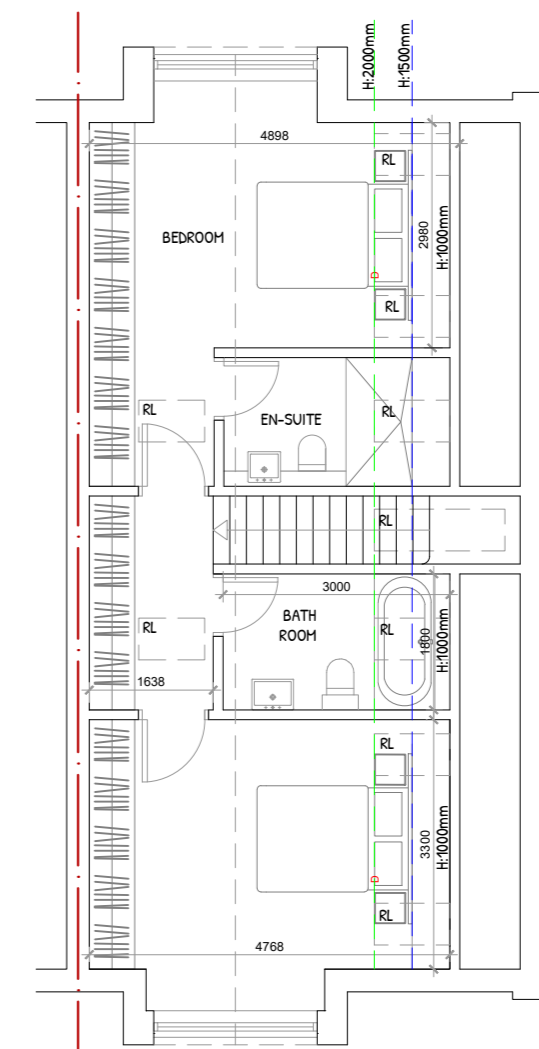 H:2000mm
H:1500mm
4898
RL
BEDROOM
2980
H:1000mm
D
RL
RL
RL
EN-SUITE
RL
3000
RL
BATH
ROOM
RL
1800
H:1000mm
1638
RL
3300
H:1000mm
D
RL
4768